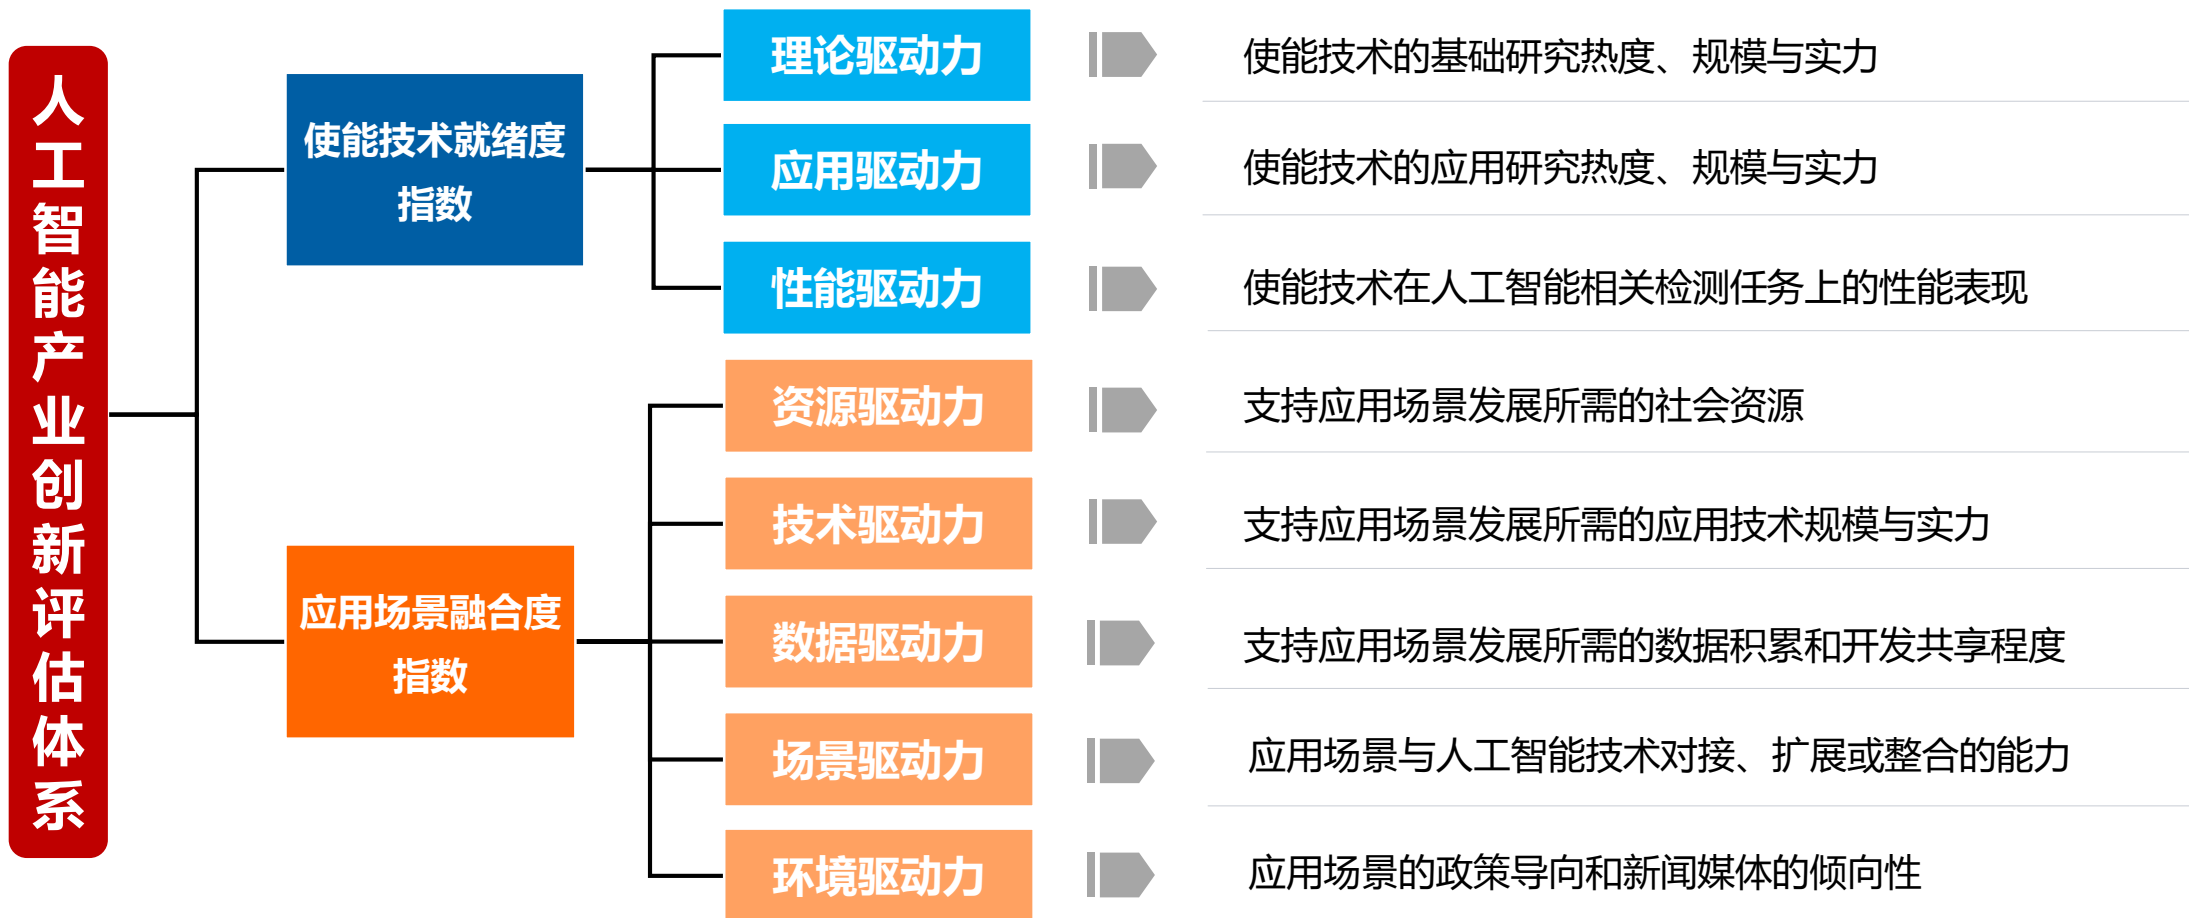 人工智能产业创新评估体系
使能技术就绪度
指数
理论驱动力
使能技术的基础研究热度、规模与实力
应用驱动力
使能技术的应用研究热度、规模与实力
性能驱动力
使能技术在人工智能相关检测任务上的性能表现
应用场景融合度
指数
资源驱动力
支持应用场景发展所需的社会资源
技术驱动力
支持应用场景发展所需的应用技术规模与实力
数据驱动力
支持应用场景发展所需的数据积累和开发共享程度
场景驱动力
应用场景与人工智能技术对接、扩展或整合的能力
环境驱动力
应用场景的政策导向和新闻媒体的倾向性